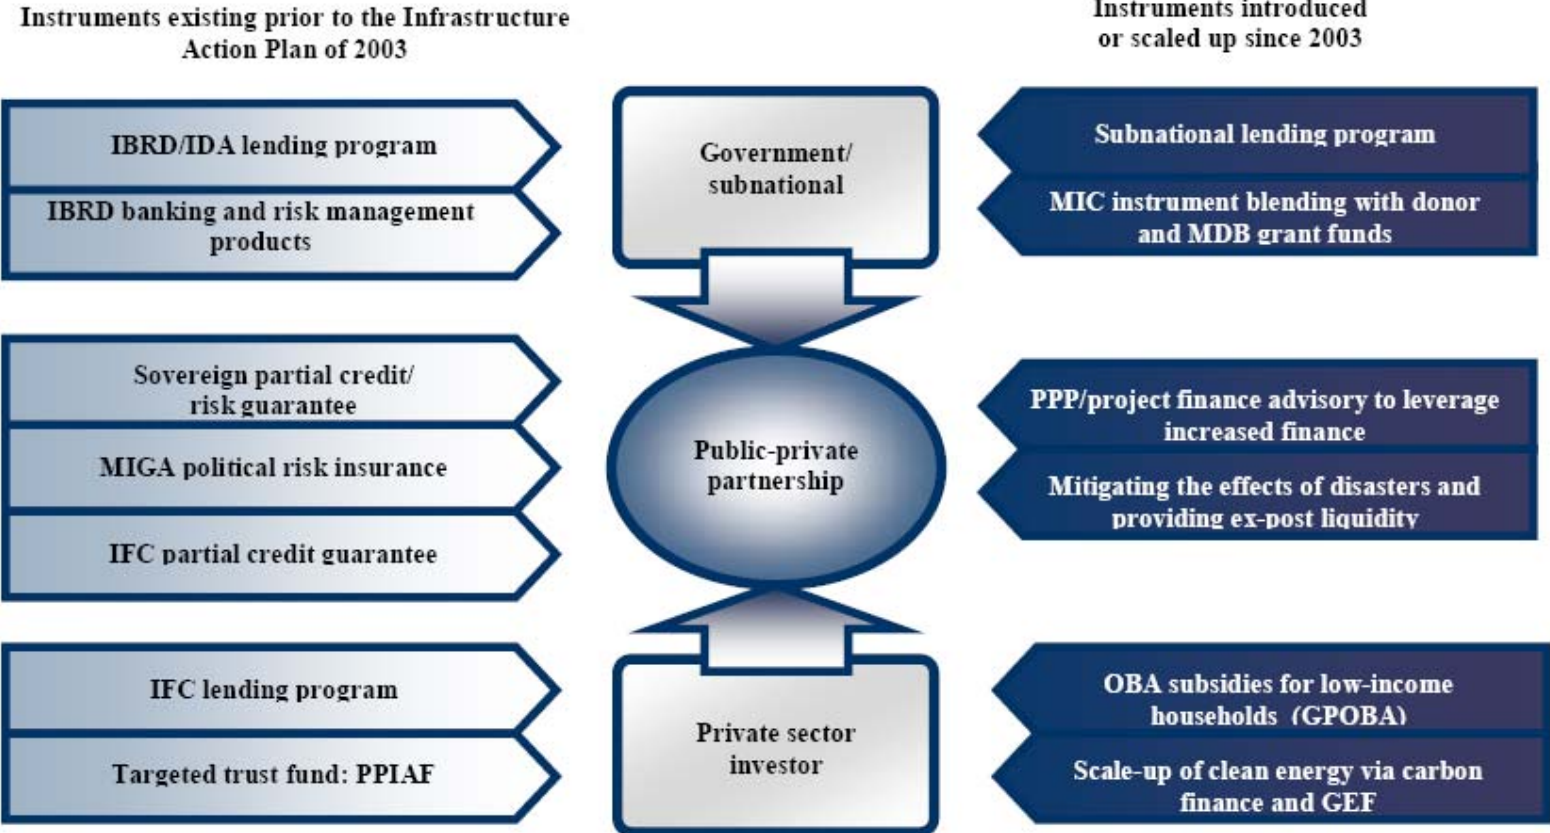 Instruments existing prior to the Infrastructure
Action Plan of 2003
Instruments introduced
or scaled up since 2003
IBRD/IDA lending program
IBRD banking and risk management
products
Government/
subnational
Subnational lending program
MIC instrument blending with donor
and MDB grant funds
Sovereign partial credit/
risk guarantee
MIGA political risk insurance
IFC partial credit guarantee
Public-private
partnership
PPP/project finance advisory to leverage
increased finance
Mitigating the effects of disasters and
providing ex-post liquidity
IFC lending program
Targeted trust fund: PPIAF
Private sector
investor
OBA subsidies for low-income
households (GPOBA)
Scale-up of clean energy via carbon
finance and GEF